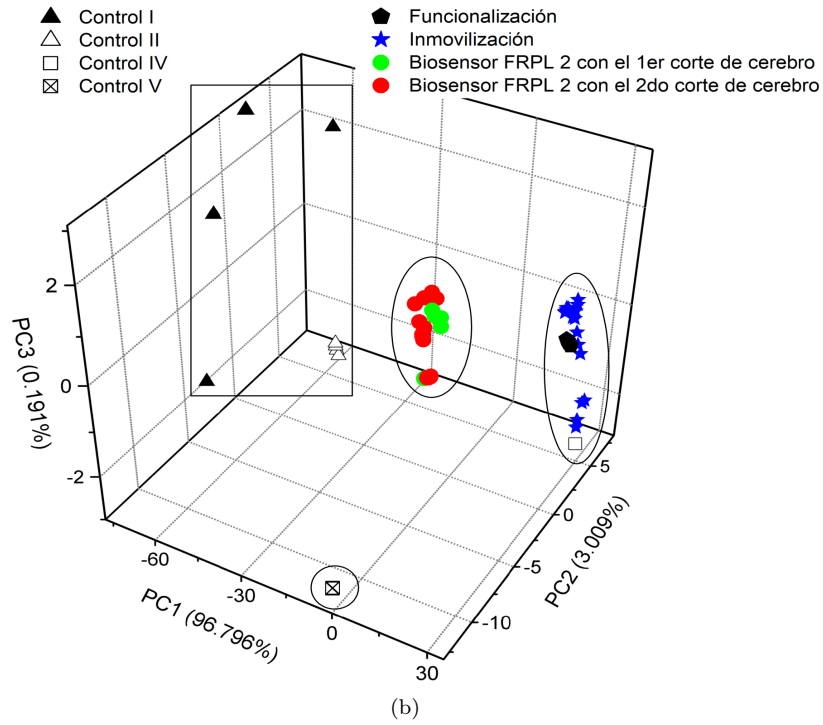 Control I
Control II
Control IV
Control V
Funcionalización
Inmovilización
Biosensor FRPL 2 con el 1er corte de cerebro
Biosensor FRPL 2 con el 2do corte de cerebro
PC3 (0.191%)
2
0
-2
PC1 (96.796%)
-60
-30
0
30
PC2 (3.009%)
5
0
-5
-10
(b)